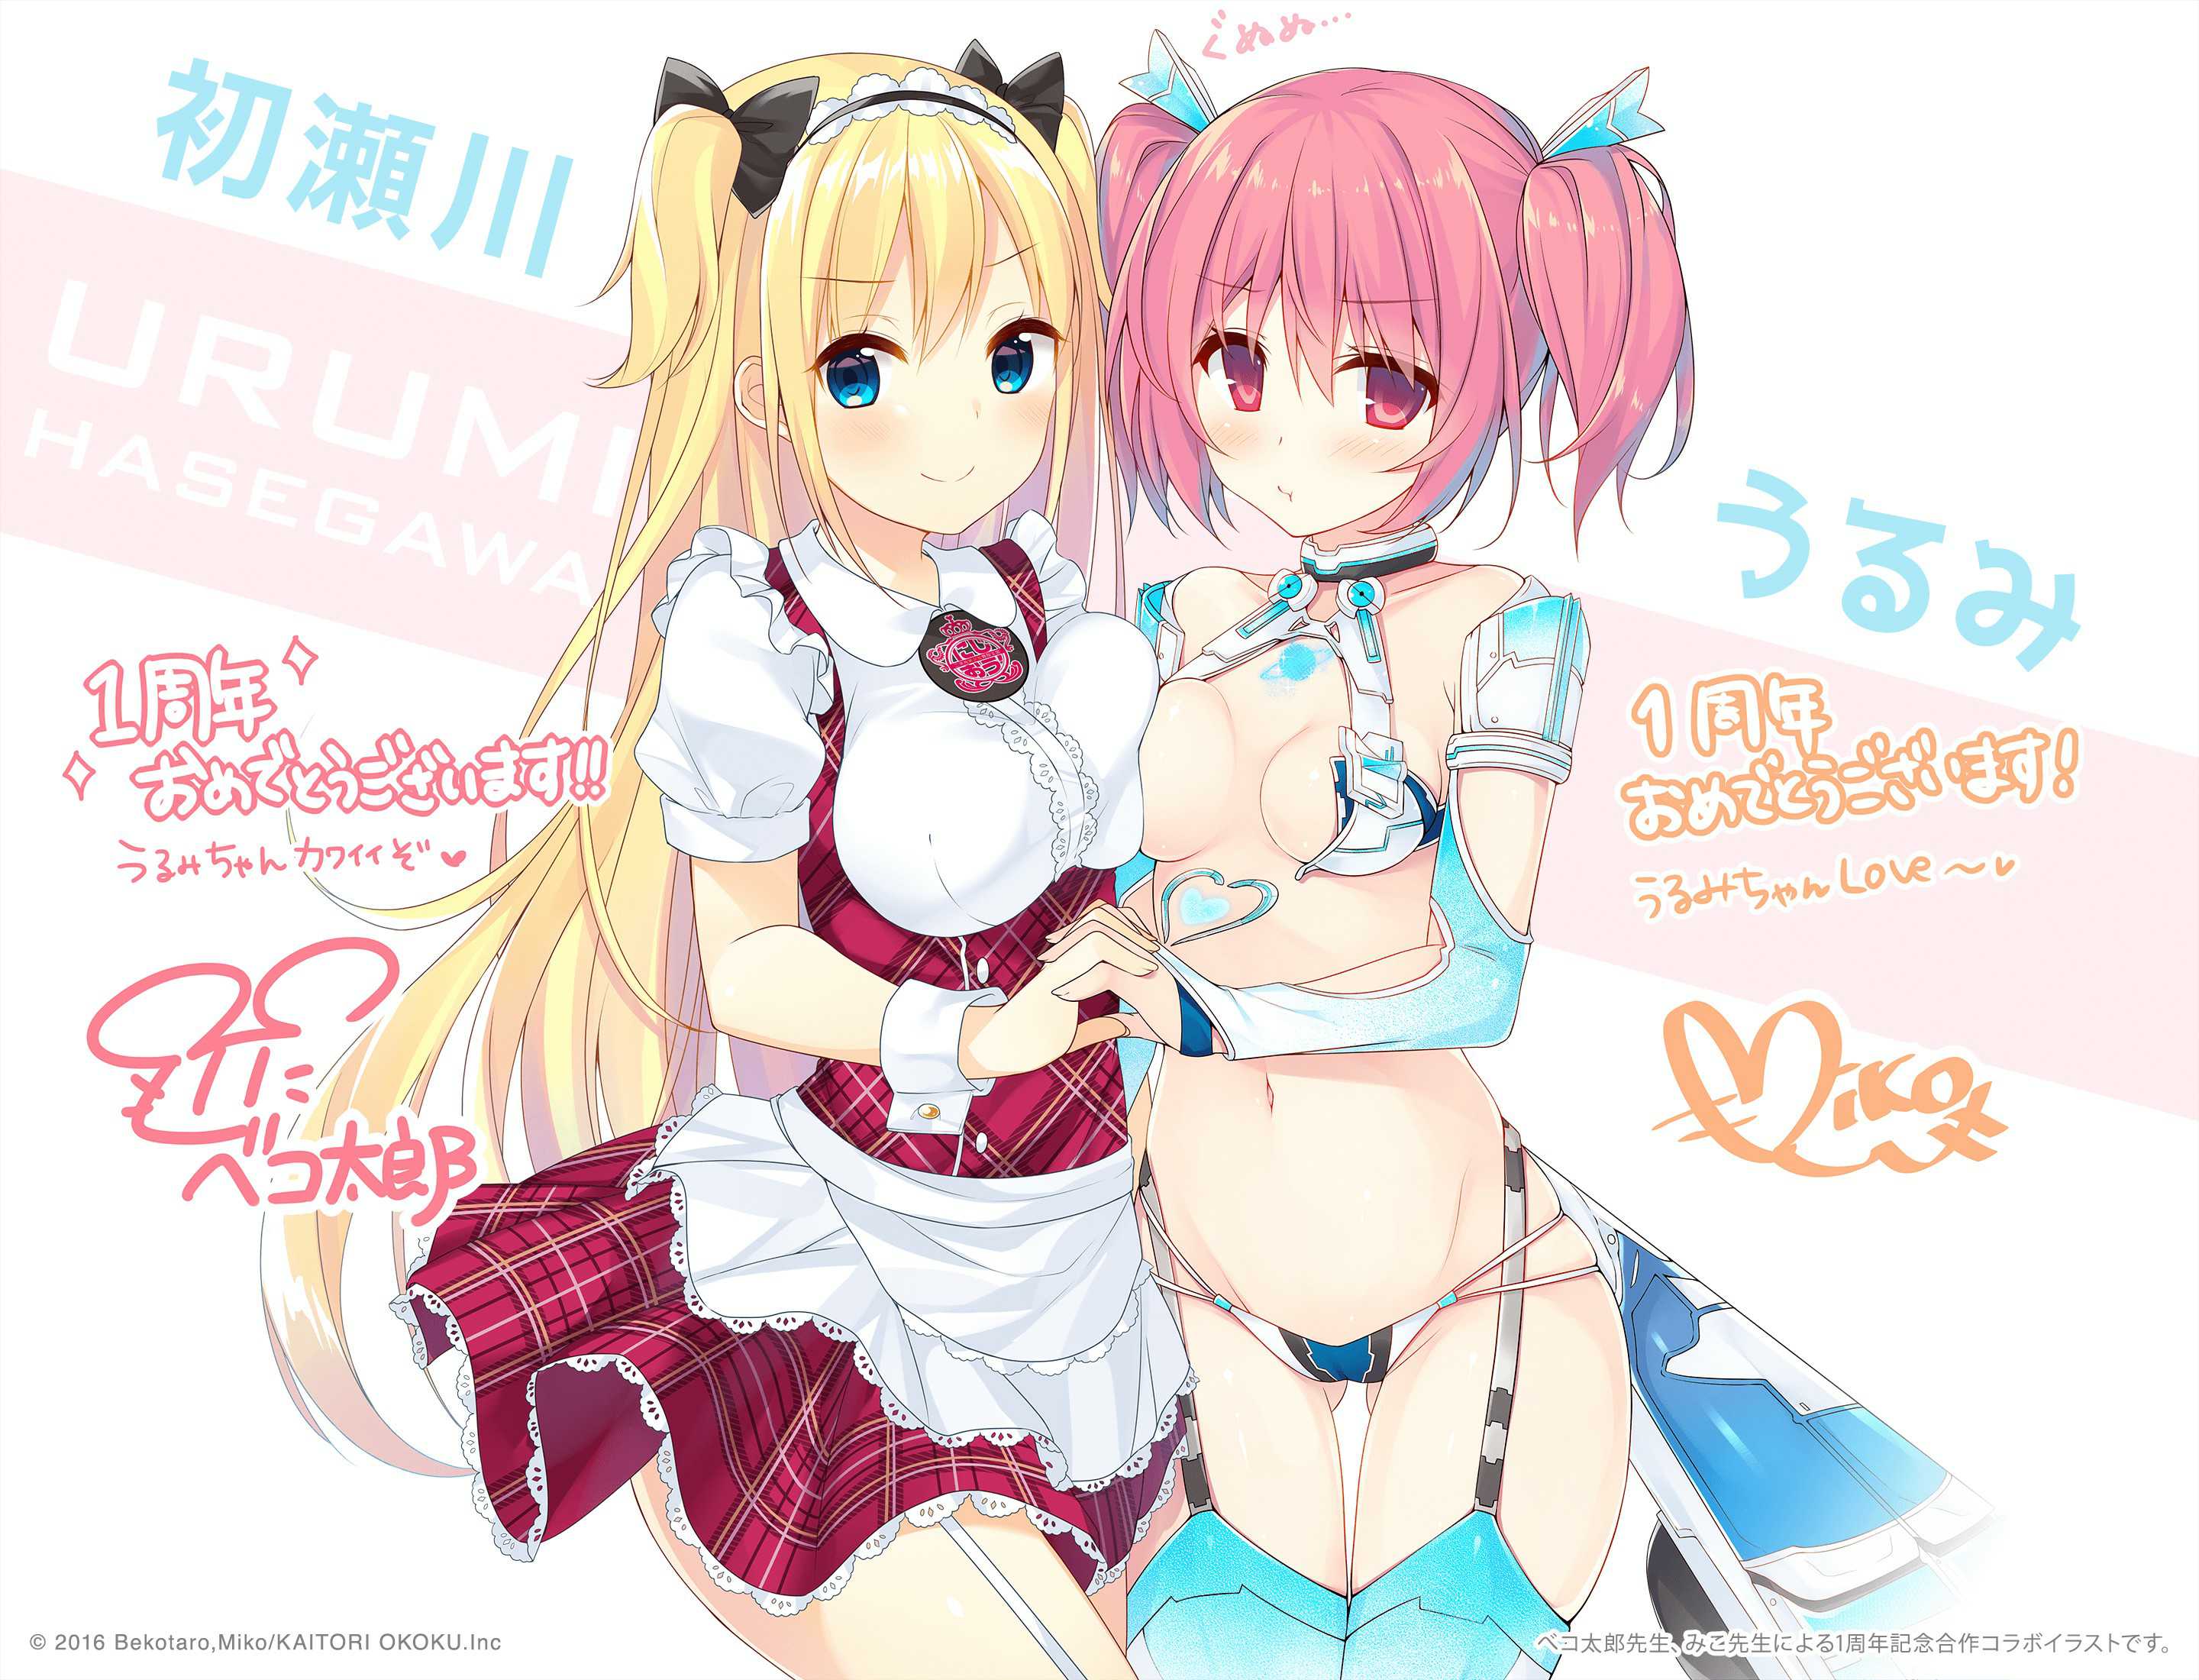 ぐぬぬ…
初瀬川
URUMI
HASEGAWA
うるみ
にじ
おう
1周年
おめでとうございます!!
うるみちゃんカワイイぞ♥
ベコ太郎
1周年
おめでとうございます!
うるみちゃんLove～♥
Miko
© 2016 Bekotaro,Miko/KAITORI OKOKU.Inc
ベコ太郎先生、みこ先生による1周年記念合作コラボイラストです。